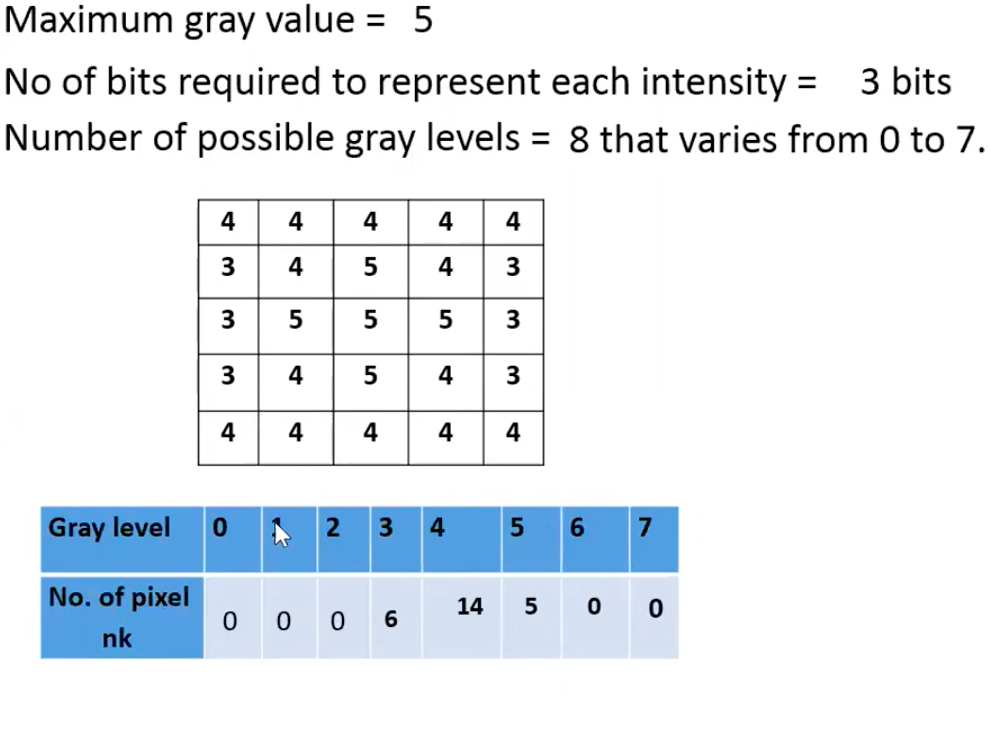 Maximum gray value = 5
No of bits required to represent each intensity = 3 bits
Number of possible gray levels = 8 that varies from 0 to 7.
4 4 4 4 4
3 4 5 4 3
3 5 5 5 3
3 4 5 4 3
4 4 4 4 4
Gray level 0 1 2 3 4 5 6 7
No. of pixel
nk 0 0 0 6 14 5 0 0